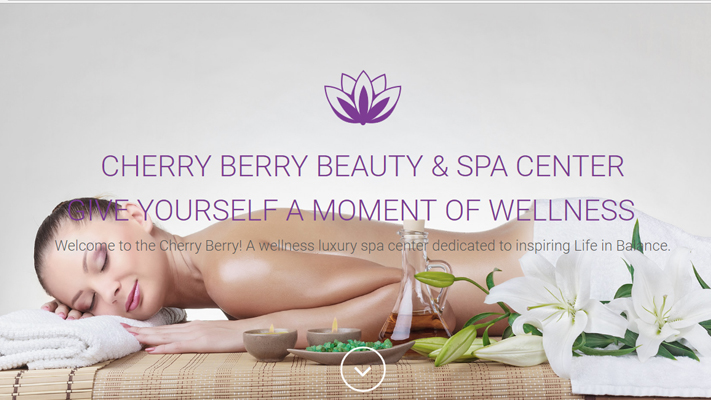 CHERRY BERRY BEAUTY & SPA CENTER
GIVE YOURSELF A MOMENT OF WELLNESS
Welcome to the Cherry Berry! A wellness luxury spa center dedicated to inspiring Life in Balance.